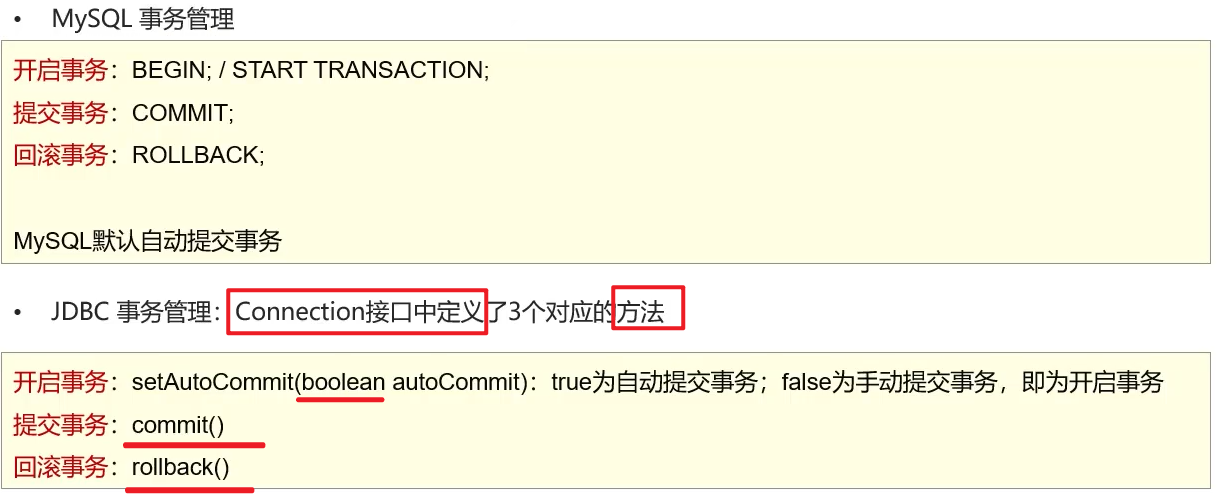 • MySQL 事务管理
开启事务：BEGIN; / START TRANSACTION;
提交事务：COMMIT;
回滚事务：ROLLBACK;
MySQL默认自动提交事务
• JDBC 事务管理：Connection接口中定义了3个对应的方法
开启事务：setAutoCommit(boolean autoCommit)：true为自动提交事务；false为手动提交事务，即为开启事务
提交事务：commit()
回滚事务：rollback()